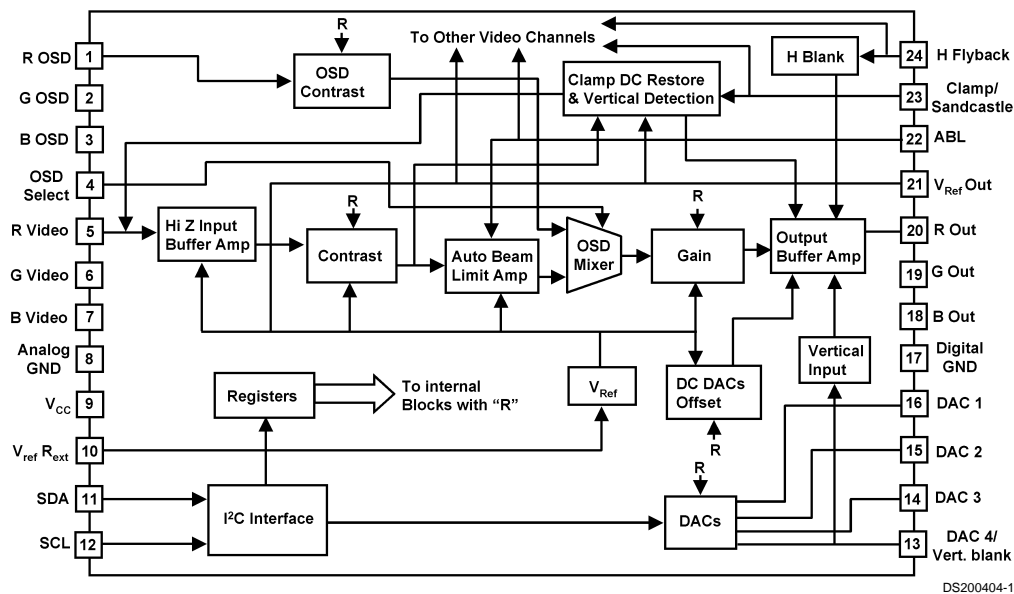 R OSD
1
G OSD
2
B OSD
3
OSD
Select
4
R Video
5
G Video
6
B Video
7
Analog
GND
8
VCC
9
Vref Rext
10
SDA
11
SCL
12
R
OSD
Contrast
To Other Video Channels
Clamp DC Restore
& Vertical Detection
H Blank
Hi Z Input
Buffer Amp
R
Contrast
Auto Beam
Limit Amp
OSD
Mixer
R
Gain
Output
Buffer Amp
Registers
To internal
Blocks with “R”
VRef
DC DACs
Offset
R
Vertical
Input
I²C Interface
R
DACs
24
H Flyback
23
Clamp/
Sandcastle
22
ABL
21
VRef Out
20
R Out
19
G Out
18
B Out
17
Digital
GND
16
DAC 1
15
DAC 2
14
DAC 3
13
DAC 4/
Vert. blank
DS200404-1